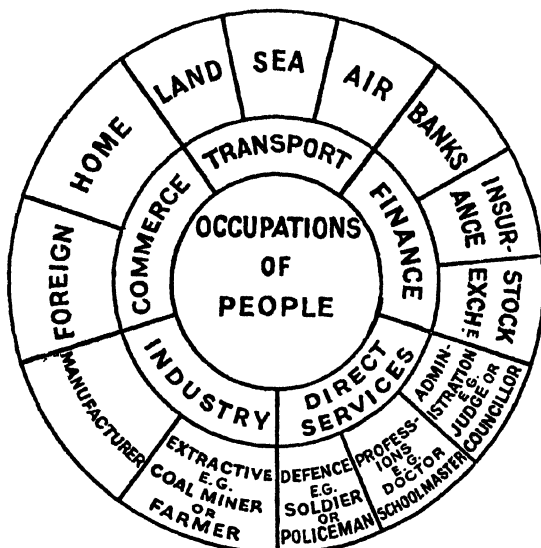 OCCUPATIONS
OF
PEOPLE
TRANSPORT
LAND
SEA
AIR
FINANCE
BANKS
INSUR-
ANCE
STOCK
EXCHE.
DIRECT
SERVICES
ADMIN-
ISTRATION
E.G.
JUDGE OR
COUNCILLOR
PROFESS-
IONS
E.G.
DOCTOR
SCHOOLMASTER
DEFENCE
E.G.
SOLDIER
OR
POLICEMAN
INDUSTRY
EXTRACTIVE
E.G.
COAL MINER
OR
FARMER
MANUFACTURER
COMMERCE
FOREIGN
HOME